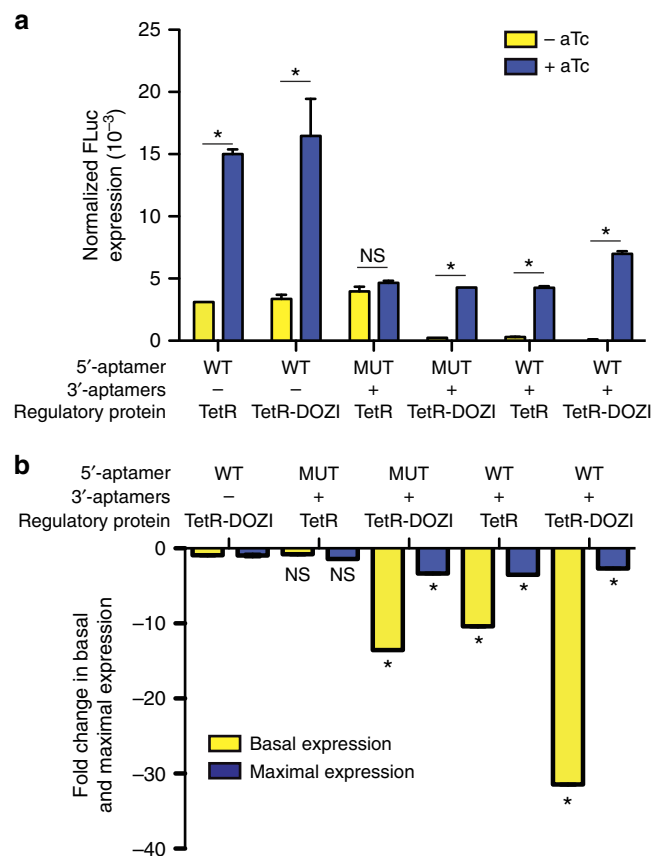 a
25
20
15
10
5
0
Normalized FLuc
expression (10⁻³)
– aTc
+ aTc
* * NS * * *
5′-aptamer WT WT MUT MUT WT WT
3′-aptamers – – + + + +
Regulatory protein TetR TetR-DOZI TetR TetR-DOZI TetR TetR-DOZI
b
5′-aptamer WT MUT MUT WT WT
3′-aptamers – + + + +
Regulatory protein TetR-DOZI TetR TetR-DOZI TetR TetR-DOZI
0
–10
–20
–30
–40
Fold change in basal
and maximal expression
NS NS * * * * * *
Basal expression
Maximal expression